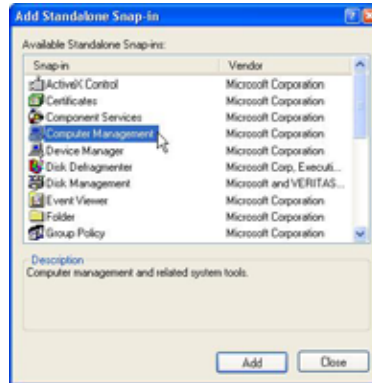 Add Standalone Snap-in
Available Standalone Snap-ins:
Snap-in Vendor
ActiveX Control Microsoft Corporation
Certificates Microsoft Corporation
Component Services Microsoft Corporation
Computer Management Microsoft Corporation
Device Manager Microsoft Corporation
Disk Defragmenter Microsoft Corp, Executi...
Disk Management Microsoft and VERITAS...
Event Viewer Microsoft Corporation
Folder Microsoft Corporation
Group Policy Microsoft Corporation
Description
Computer management and related system tools.
Add Close